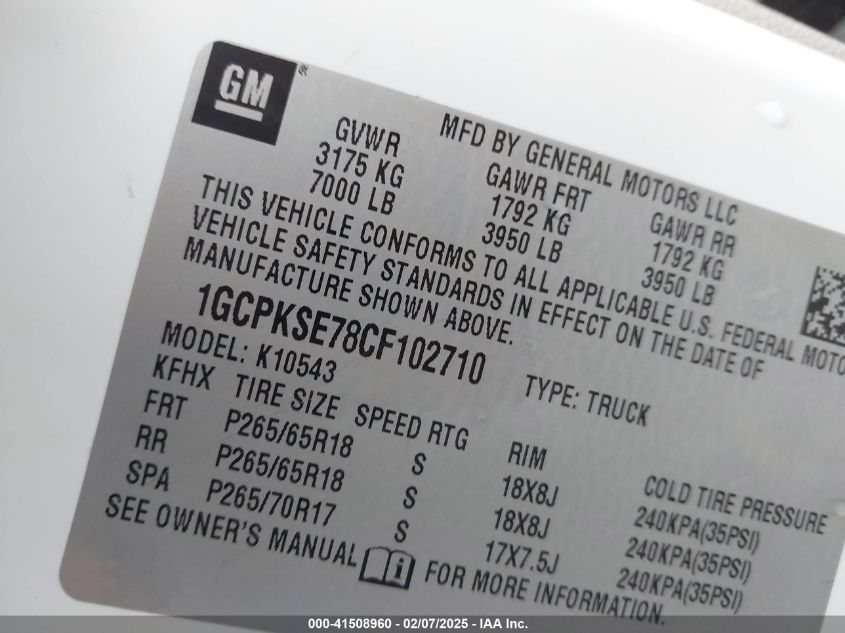 GM
MFD BY GENERAL MOTORS LLC
GVWR GAWR FRT GAWR RR
3175 KG 1792 KG 1792 KG
7000 LB 3950 LB 3950 LB
THIS VEHICLE CONFORMS TO ALL APPLICABLE U.S. FEDERAL MOTO
VEHICLE SAFETY STANDARDS IN EFFECT ON THE DATE OF
MANUFACTURE SHOWN ABOVE.
1GCPKSE78CF102710
TYPE: TRUCK
MODEL: K10543
KFHX TIRE SIZE SPEED RTG RIM COLD TIRE PRESSURE
FRT P265/65R18 S 18X8J 240KPA(35PSI)
RR P265/65R18 S 18X8J 240KPA(35PSI)
SPA P265/70R17 S 17X7.5J 240KPA(35PSI)
SEE OWNER'S MANUAL i FOR MORE INFORMATION.
000-41508960 - 02/07/2025 - IAA Inc.